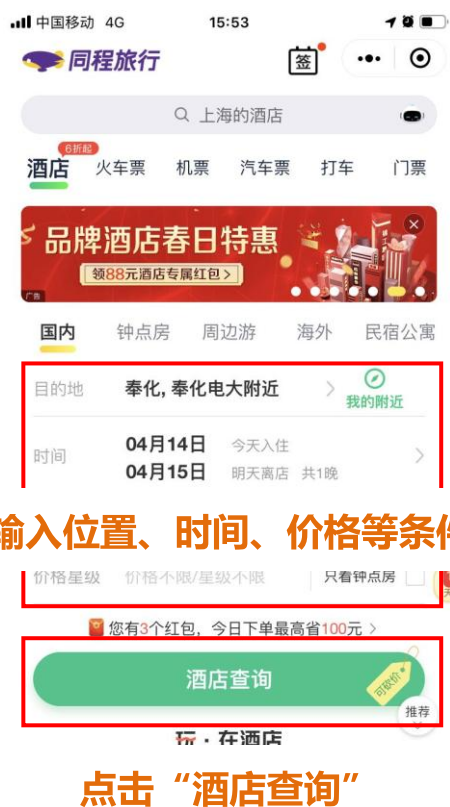 中国移动 4G 15:53
同程旅行 签
上海的酒店
6折起
酒店 火车票 机票 汽车票 打车 门票
品牌酒店春日特惠
领88元酒店专属红包>
广告
国内 钟点房 周边游 海外 民宿公寓
目的地 奉化, 奉化电大附近 > 我的附近
时间 04月14日 今天入住
04月15日 明天离店 共1晚 >
输入位置、时间、价格等条件
价格星级 价格不限/星级不限 只看钟点房
您有3个红包，今日下单最高省100元 >
酒店查询 可砍价
推荐
玩·在酒店
点击“酒店查询”